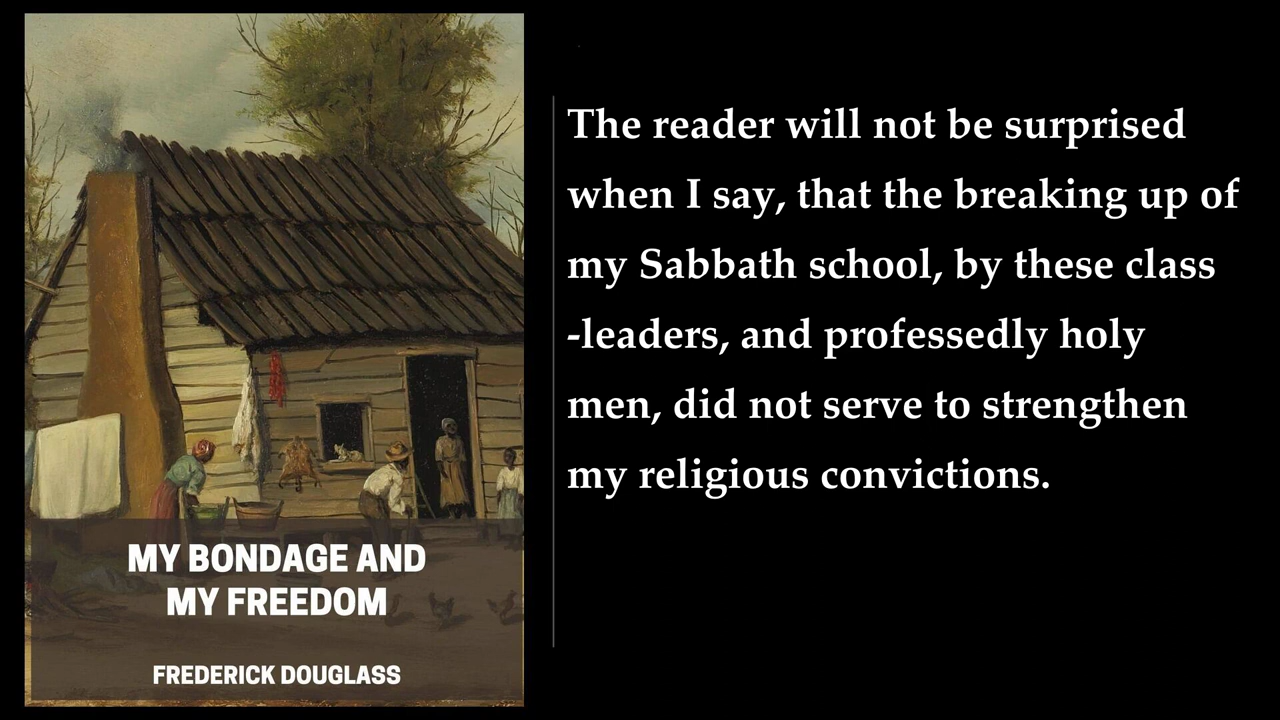 MY BONDAGE AND
MY FREEDOM
FREDERICK DOUGLASS
The reader will not be surprised
when I say, that the breaking up of
my Sabbath school, by these class
-leaders, and professedly holy
men, did not serve to strengthen
my religious convictions.